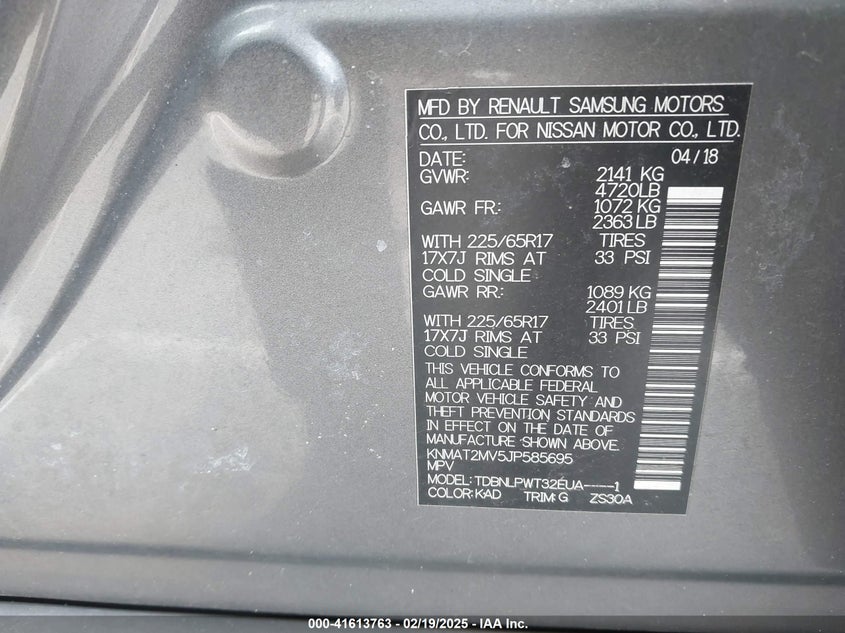 MFD BY RENAULT SAMSUNG MOTORS
CO., LTD. FOR NISSAN MOTOR CO., LTD.
DATE: 04/18
GVWR: 2141 KG
4720LB
GAWR FR.: 1072 KG
2363LB
WITH 225/65R17 TIRES
17X7J RIMS AT 33 PSI
COLD SINGLE
GAWR RR.: 1089 KG
2401LB
WITH 225/65R17 TIRES
17X7J RIMS AT 33 PSI
COLD SINGLE
THIS VEHICLE CONFORMS TO
ALL APPLICABLE FEDERAL
MOTOR VEHICLE SAFETY AND
THEFT PREVENTION STANDARDS
IN EFFECT ON THE DATE OF
MANUFACTURE SHOWN ABOVE.
KNMAT2MV5JP585695
MPV
MODEL: TDBNLPWT32EUA-----1
COLOR: KAD TRIM: G ZS30A
000-41613763 - 02/19/2025 - IAA Inc.